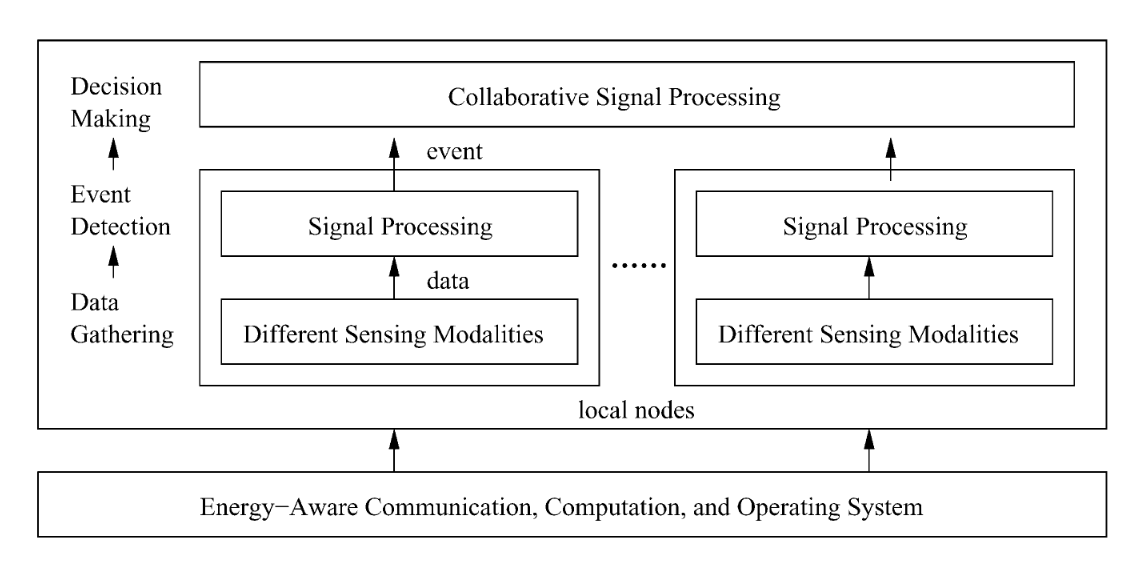 Decision
Making
Collaborative Signal Processing
event
Event
Detection
Signal Processing
Signal Processing
......
data
Data
Gathering
Different Sensing Modalities
Different Sensing Modalities
local nodes
Energy−Aware Communication, Computation, and Operating System